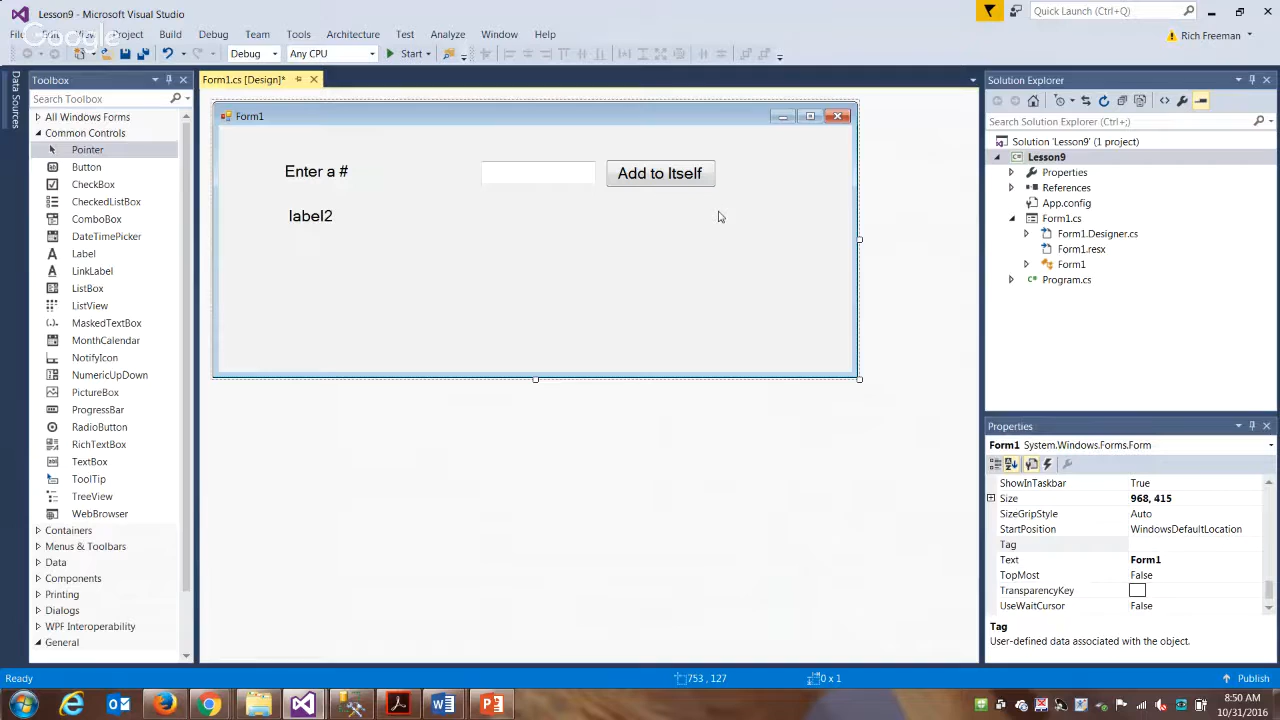 Lesson9 - Microsoft Visual Studio
Quick Launch (Ctrl+Q)
Google
Project Build Debug Team Tools Architecture Test Analyze Window Help
Rich Freeman
Debug Any CPU Start
Data Sources
Toolbox
Search Toolbox
All Windows Forms
Common Controls
Pointer
Button
CheckBox
CheckedListBox
ComboBox
DateTimePicker
Label
LinkLabel
ListBox
ListView
MaskedTextBox
MonthCalendar
NotifyIcon
NumericUpDown
PictureBox
ProgressBar
RadioButton
RichTextBox
TextBox
ToolTip
TreeView
WebBrowser
Containers
Menus & Toolbars
Data
Components
Printing
Dialogs
WPF Interoperability
General
Form1.cs [Design]*
Form1
Enter a #
Add to Itself
label2
Solution Explorer
Search Solution Explorer (Ctrl+;)
Solution 'Lesson9' (1 project)
Lesson9
Properties
References
App.config
Form1.cs
Form1.Designer.cs
Form1.resx
Form1
Program.cs
Properties
Form1 System.Windows.Forms.Form
ShowInTaskbar True
Size 968, 415
SizeGripStyle Auto
StartPosition WindowsDefaultLocation
Tag
Text Form1
TopMost False
TransparencyKey
UseWaitCursor False
Tag
User-defined data associated with the object.
Ready
753 , 127
0 x 1
Publish
8:50 AM
10/31/2016